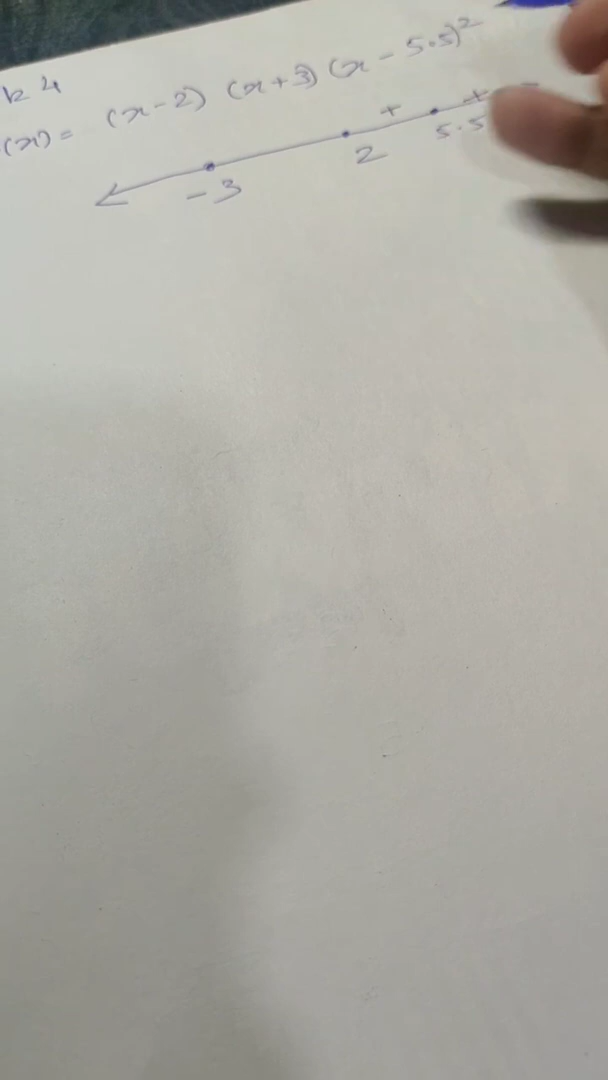 k 4
(x) = (x-2) (x+3) (x - 5.5)²
+ +
-3 2 5.5